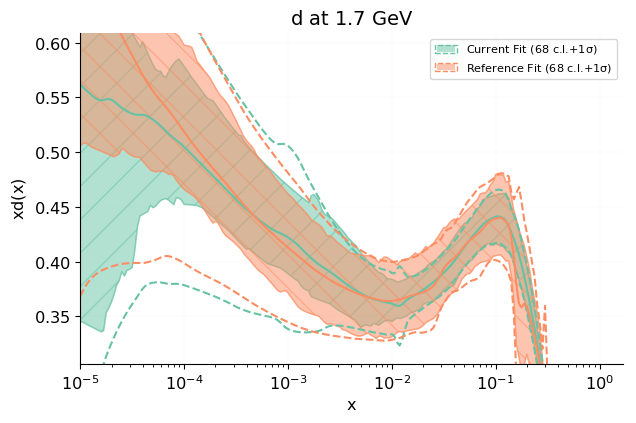 d at 1.7 GeV
Current Fit (68 c.l.+1σ)
Reference Fit (68 c.l.+1σ)
xd(x)
0.60
0.55
0.50
0.45
0.40
0.35
10⁻⁵ 10⁻⁴ 10⁻³ 10⁻² 10⁻¹ 10⁰
x